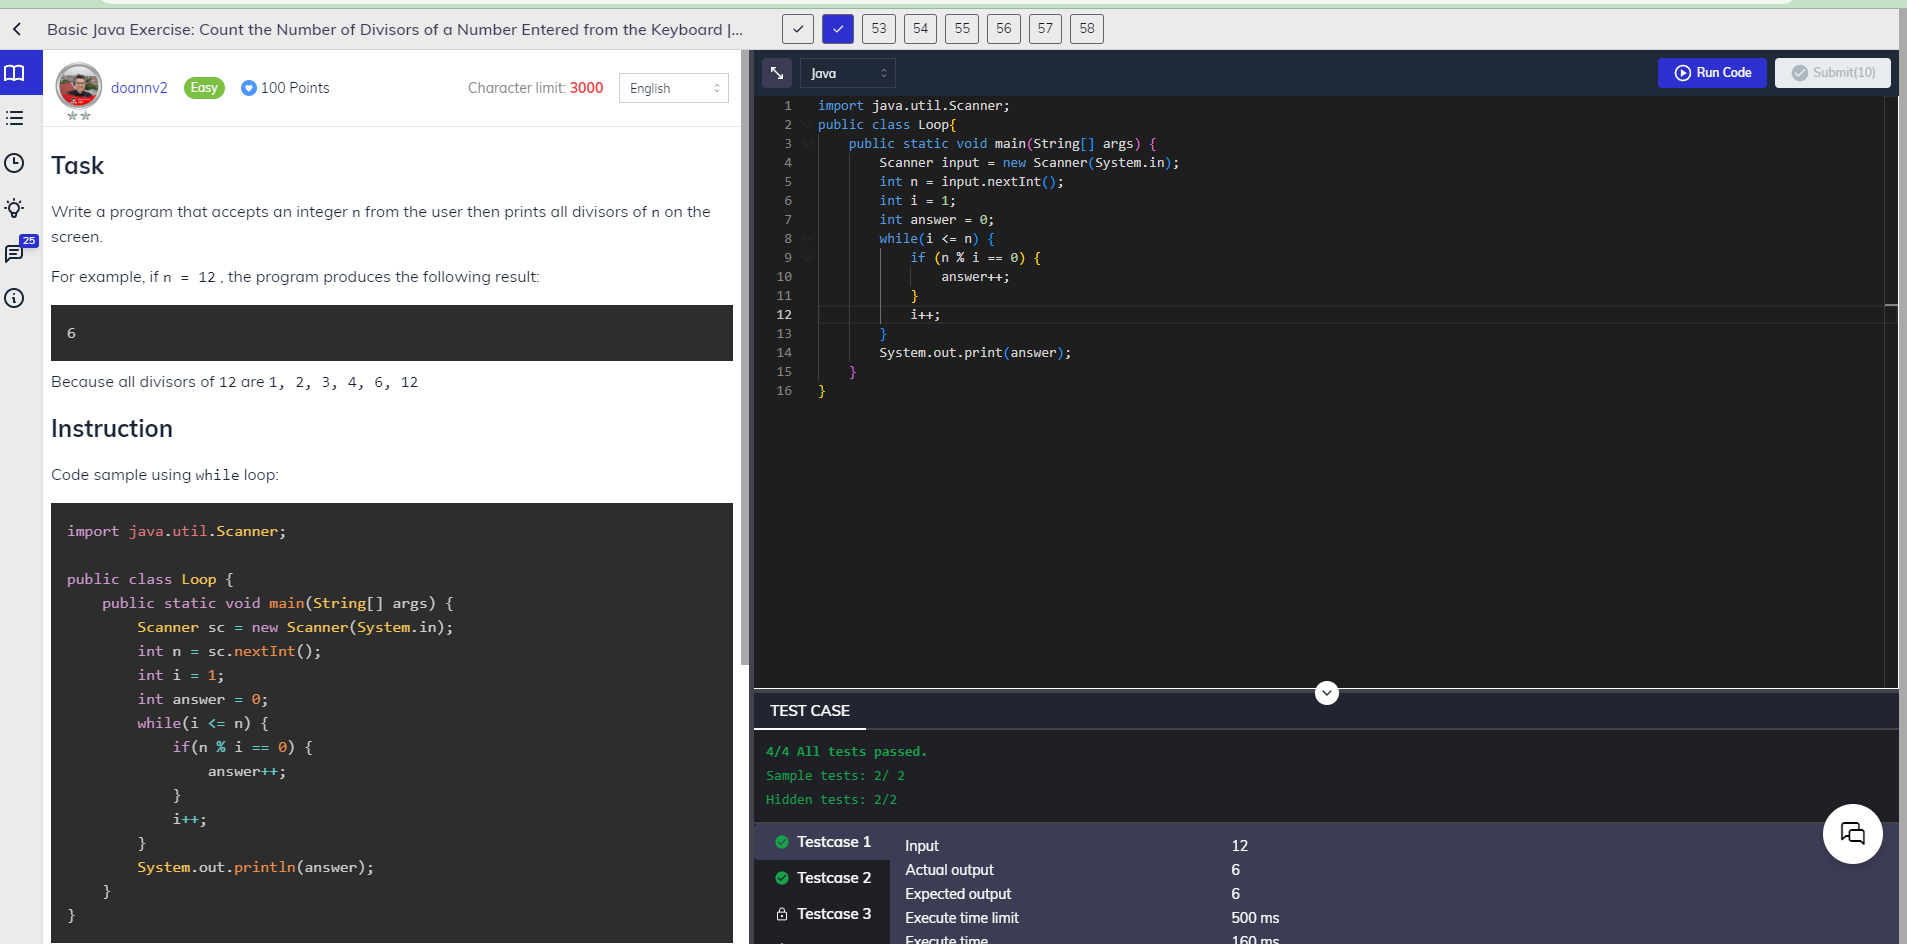 Basic Java Exercise: Count the Number of Divisors of a Number Entered from the Keyboard |...
53 54 55 56 57 58
doannv2 Easy 100 Points Character limit: 3000 English
25
Task
Write a program that accepts an integer n from the user then prints all divisors of n on the
screen.
For example, if n = 12 , the program produces the following result:
6
Because all divisors of 12 are 1, 2, 3, 4, 6, 12
Instruction
Code sample using while loop:
import java.util.Scanner;
public class Loop {
public static void main(String[] args) {
Scanner sc = new Scanner(System.in);
int n = sc.nextInt();
int i = 1;
int answer = 0;
while(i <= n) {
if(n % i == 0) {
answer++;
}
i++;
}
System.out.println(answer);
}
}
Java Run Code Submit(10)
1 import java.util.Scanner;
2 public class Loop{
3 public static void main(String[] args) {
4 Scanner input = new Scanner(System.in);
5 int n = input.nextInt();
6 int i = 1;
7 int answer = 0;
8 while(i <= n) {
9 if (n % i == 0) {
10 answer++;
11 }
12 i++;
13 }
14 System.out.print(answer);
15 }
16 }
TEST CASE
4/4 All tests passed.
Sample tests: 2/ 2
Hidden tests: 2/2
Testcase 1
Testcase 2
Testcase 3
Input 12
Actual output 6
Expected output 6
Execute time limit 500 ms
Execute time 160 ms